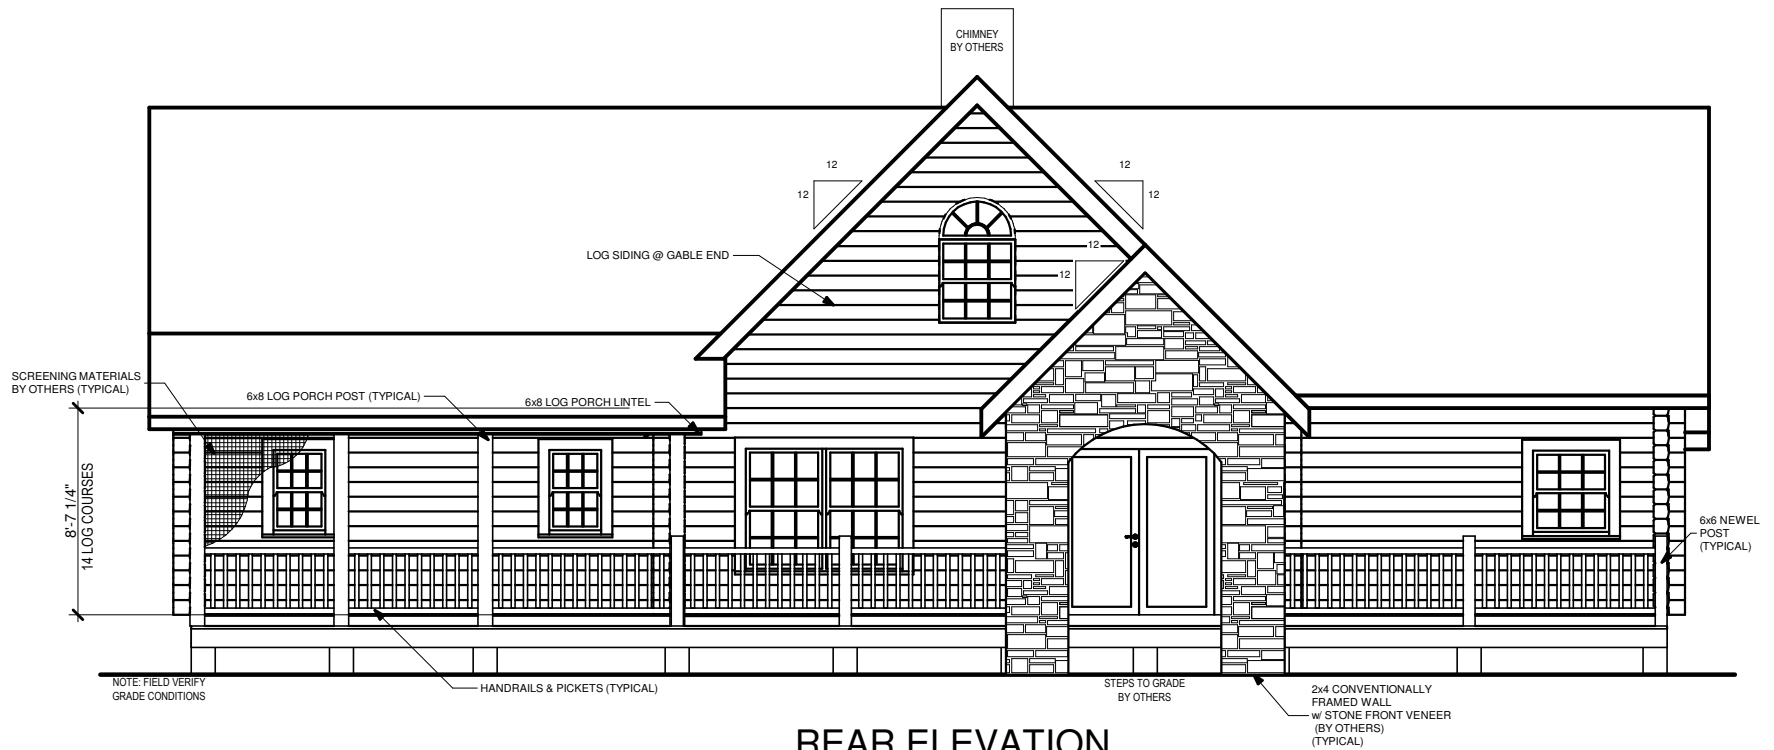 CHIMNEY
BY OTHERS
12
12
12
12
12
12
LOG SIDING @ GABLE END
SCREENING MATERIALS
BY OTHERS (TYPICAL)
6x8 LOG PORCH POST (TYPICAL)
6x8 LOG PORCH LINTEL
8'-7 1/4"
14 LOG COURSES
6x6 NEWEL
POST
(TYPICAL)
NOTE: FIELD VERIFY
GRADE CONDITIONS
HANDRAILS & PICKETS (TYPICAL)
STEPS TO GRADE
BY OTHERS
2x4 CONVENTIONALLY
FRAMED WALL
w/ STONE FRONT VENEER
(BY OTHERS)
(TYPICAL)
REAR ELEVATION